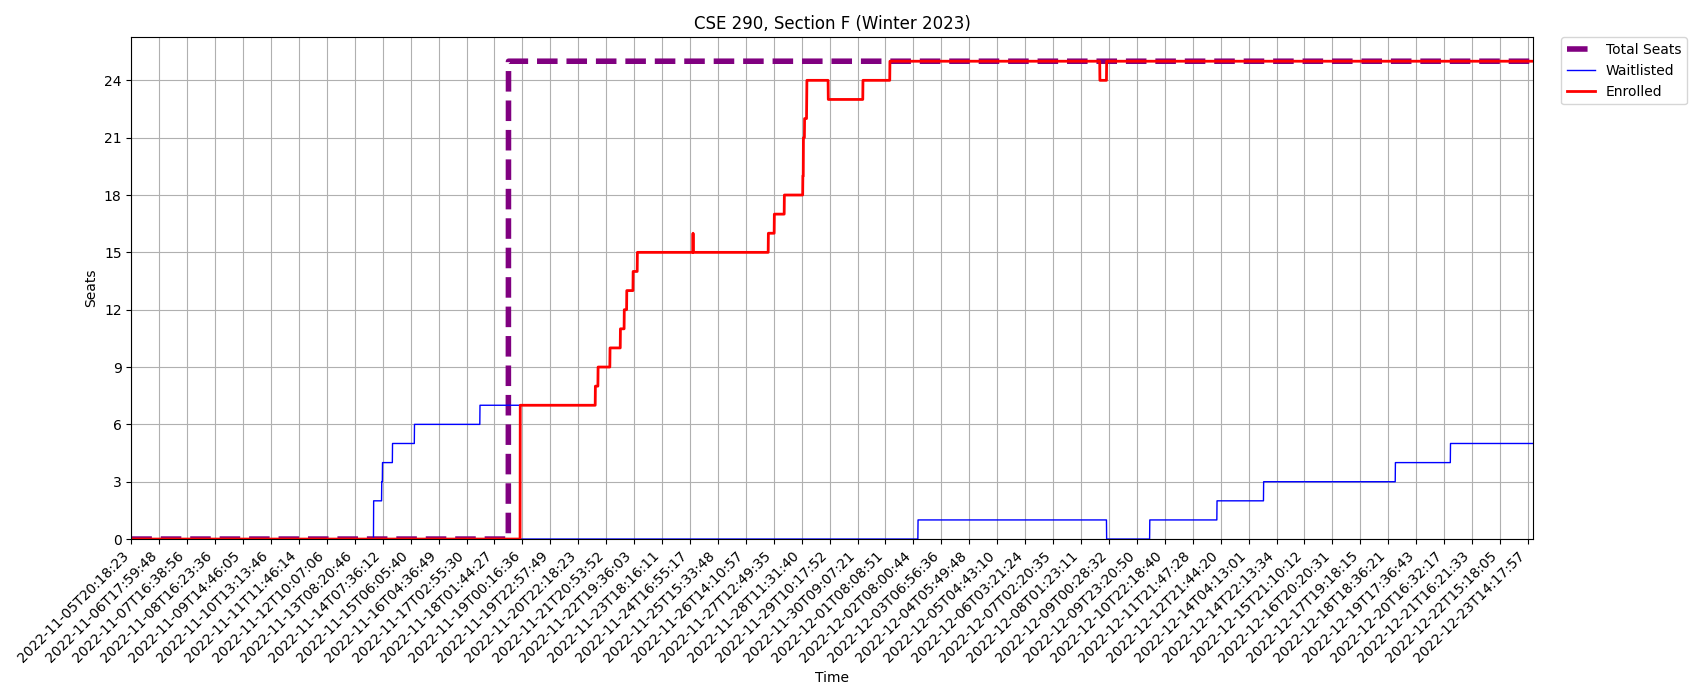 CSE 290, Section F (Winter 2023)
Total Seats
Waitlisted
Enrolled
Seats
24
21
18
15
12
9
6
3
0
2022-11-05T20:18:23
2022-11-06T17:59:48
2022-11-07T16:38:56
2022-11-08T16:23:36
2022-11-09T14:46:05
2022-11-10T13:13:46
2022-11-11T11:46:14
2022-11-12T10:07:06
2022-11-13T08:20:46
2022-11-14T07:36:12
2022-11-15T06:05:40
2022-11-16T04:36:49
2022-11-17T02:55:30
2022-11-18T01:44:27
2022-11-19T00:16:36
2022-11-19T22:57:49
2022-11-20T22:18:23
2022-11-21T20:53:52
2022-11-22T19:36:03
2022-11-23T18:16:11
2022-11-24T16:55:17
2022-11-25T15:33:48
2022-11-26T14:10:57
2022-11-27T12:49:35
2022-11-28T11:31:40
2022-11-29T10:17:52
2022-11-30T09:07:21
2022-12-01T08:08:51
2022-12-02T08:00:44
2022-12-03T06:56:36
2022-12-04T05:49:48
2022-12-05T04:43:10
2022-12-06T03:21:24
2022-12-07T02:20:35
2022-12-08T01:23:11
2022-12-09T00:28:32
2022-12-09T23:20:50
2022-12-10T22:18:40
2022-12-11T21:47:28
2022-12-12T21:44:20
2022-12-14T04:13:01
2022-12-14T22:13:34
2022-12-15T21:10:12
2022-12-16T20:20:31
2022-12-17T19:18:15
2022-12-18T18:36:21
2022-12-19T17:36:43
2022-12-20T16:32:17
2022-12-21T16:21:33
2022-12-22T15:18:05
2022-12-23T14:17:57
Time